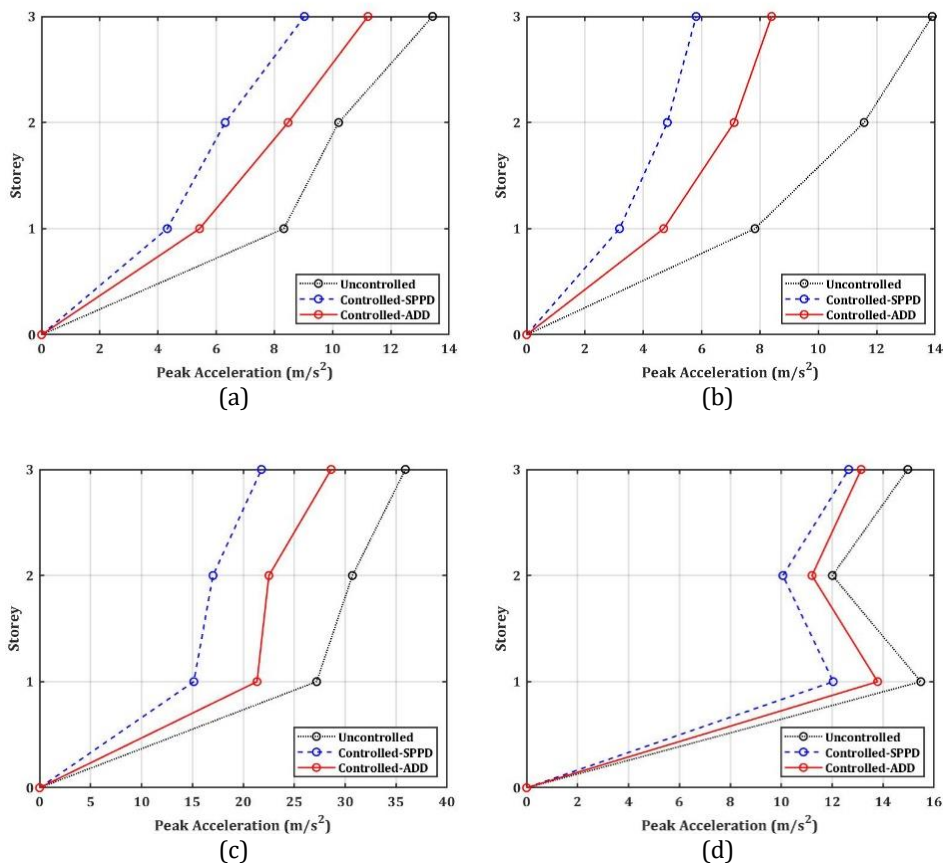 3
2
1
0
Storey
0 2 4 6 8 10 12 14
Peak Acceleration (m/s²)
Uncontrolled
Controlled-SPPD
Controlled-ADD
(a)
3
2
1
0
Storey
0 2 4 6 8 10 12 14
Peak Acceleration (m/s²)
Uncontrolled
Controlled-SPPD
Controlled-ADD
(b)
3
2
1
0
Storey
0 5 10 15 20 25 30 35 40
Peak Acceleration (m/s²)
Uncontrolled
Controlled-SPPD
Controlled-ADD
(c)
3
2
1
0
Storey
0 2 4 6 8 10 12 14 16
Peak Acceleration (m/s²)
Uncontrolled
Controlled-SPPD
Controlled-ADD
(d)